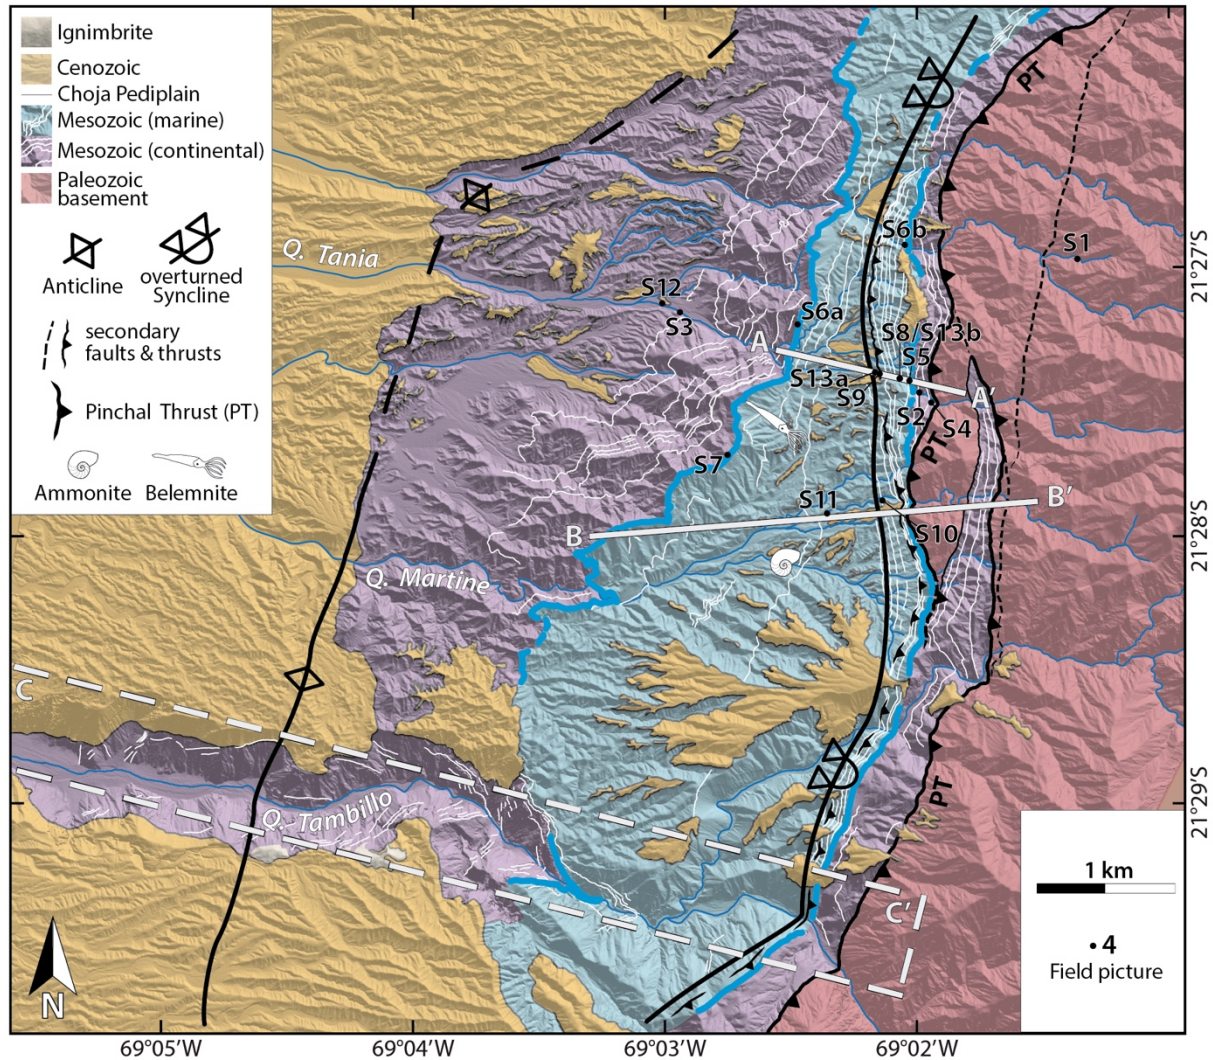 Ignimbrite
Cenozoic
Choja Pediplain
Mesozoic (marine)
Mesozoic (continental)
Paleozoic
basement
Anticline
overturned
Syncline
secondary
faults & thrusts
Pinchal Thrust (PT)
Ammonite Belemnite
PT
Q. Tania
S6b
S1
21°27'S
S12
S3
S6a
S8/S13b
A
S5
S13a
A'
S9
S2
S4
PT
S7
S11
B'
B
S10
21°28'S
Q. Martine
C
PT
21°29'S
Q. Tambillo
C'
1 km
4
Field picture
N
69°05'W 69°04'W 69°03'W 69°02'W